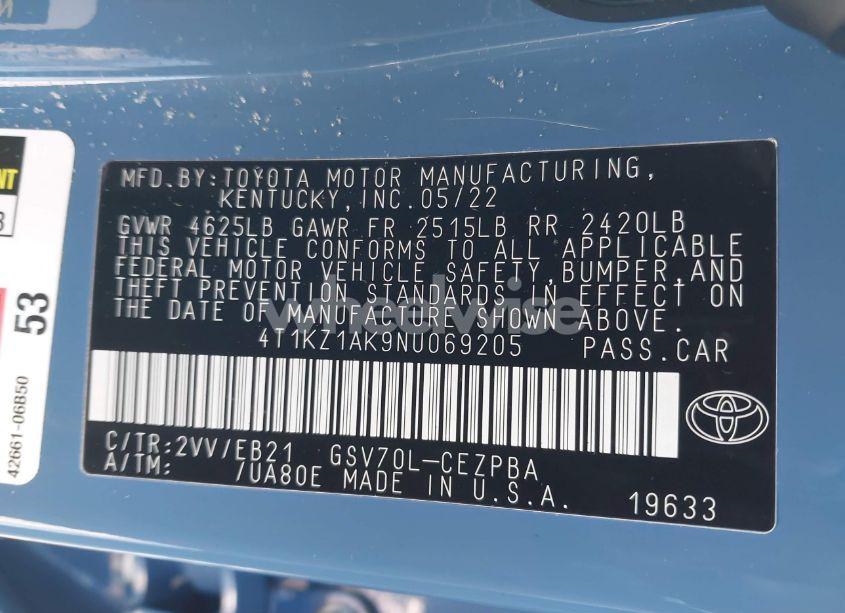 MFD.BY:TOYOTA MOTOR MANUFACTURING,
KENTUCKY,INC.05/22
GVWR 4625LB GAWR FR 2515LB RR 2420LB
THIS VEHICLE CONFORMS TO ALL APPLICABLE
FEDERAL MOTOR VEHICLE SAFETY,BUMPER,AND
THEFT PREVENTION STANDARDS IN EFFECT ON
THE DATE OF MANUFACTURE SHOWN ABOVE.
4T1KZ1AK9NU069205 PASS.CAR
C/TR:2VV/EB21 GSV70L-CEZPBA
A/TM: /UA80E MADE IN U.S.A. 19633
wheelvise
53
42661-06B50